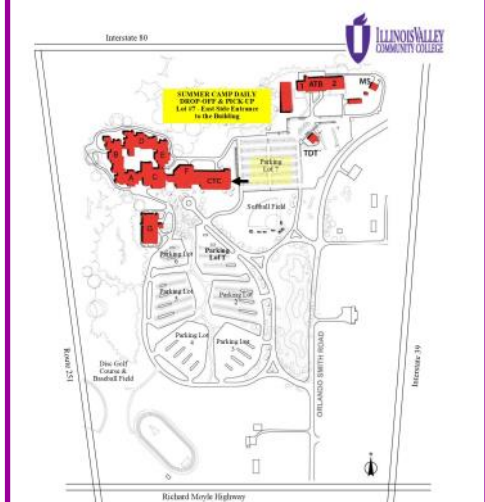 Interstate 80
ILLINOISVALLEY
COMMUNITY COLLEGE
SUMMER CAMP DAILY
DROP-OFF & PICK-UP
Lot #7 - East Side Entrance
to the Building
1 ATB 2
MS
TDT
D
B
E
A
C
F
CTC
Parking
Lot 7
Softball Field
G
Parking Lot
6
Parking
Lot 1
Parking Lot
5
Parking Lot
2
Parking Lot
4
Parking Lot
3
Disc Golf
Course &
Baseball Field
Route 251
ORLANDO SMITH ROAD
Interstate 39
Richard Moyle Highway